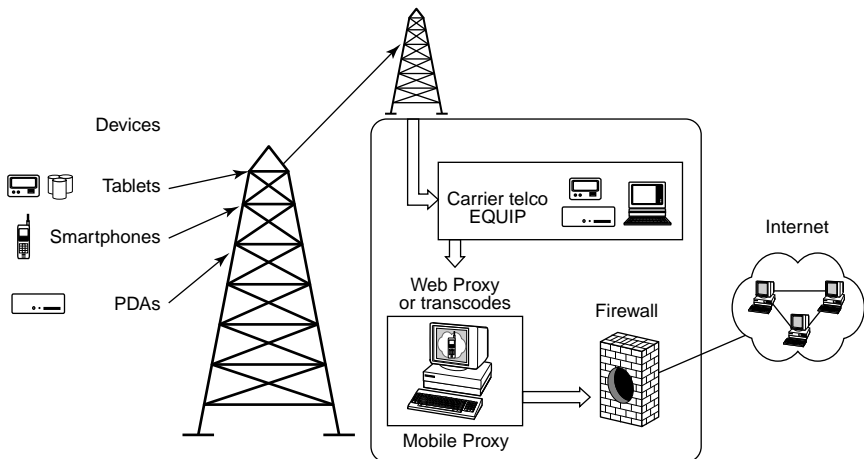 Devices
Tablets
Smartphones
PDAs
Carrier telco
EQUIP
Web Proxy
or transcodes
Mobile Proxy
Firewall
Internet